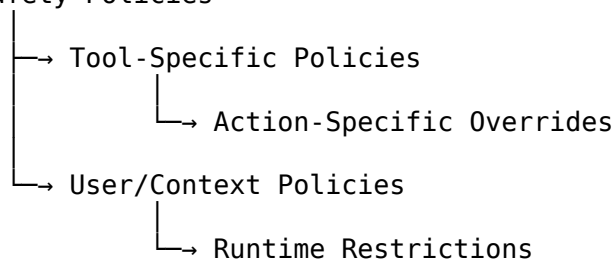 Policies
Tool-Specific Policies
Action-Specific Overrides
User/Context Policies
Runtime Restrictions